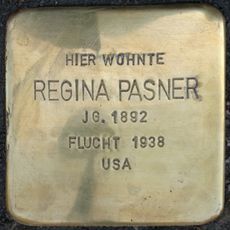 HIER WOHNTE
REGINA PASNER
JG. 1892
FLUCHT 1938
USA